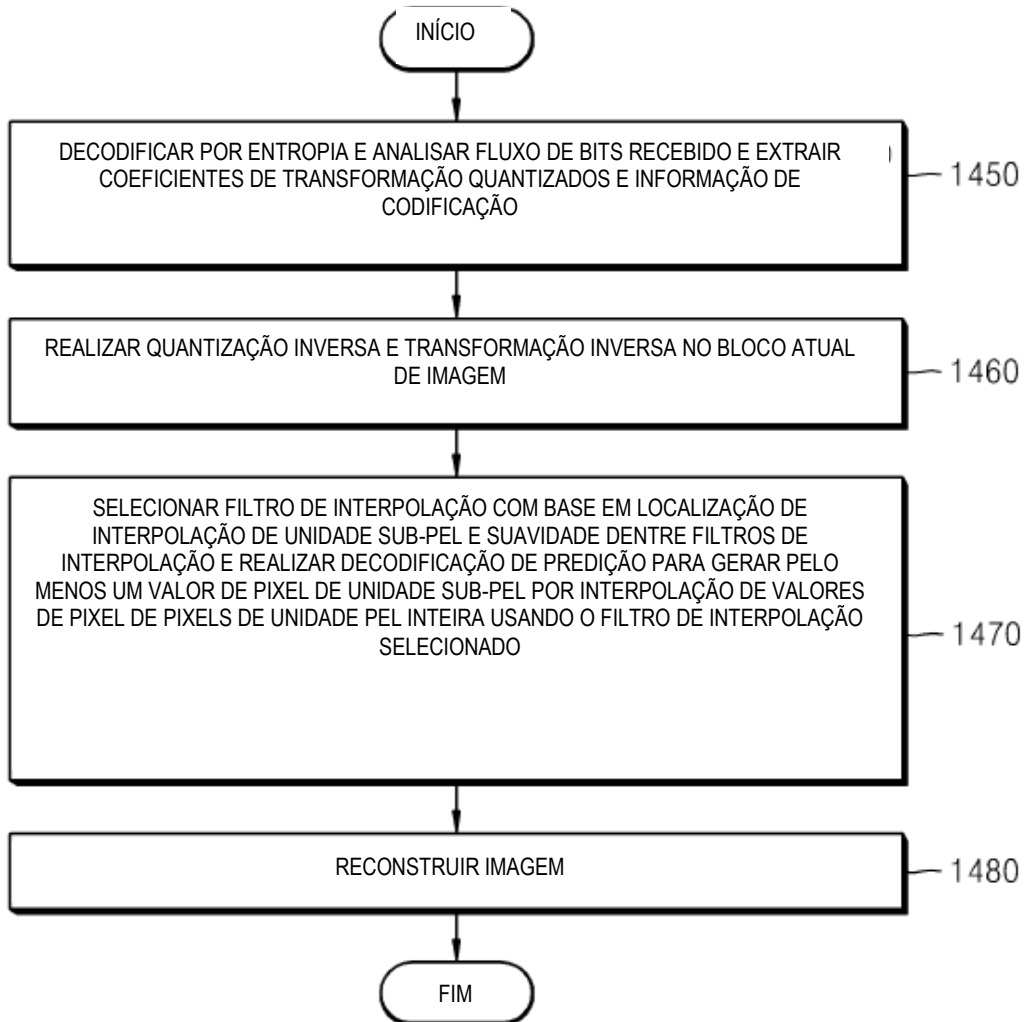 INÍCIO
DECODIFICAR POR ENTROPIA E ANALISAR FLUXO DE BITS RECEBIDO E EXTRAIR
COEFICIENTES DE TRANSFORMAÇÃO QUANTIZADOS E INFORMAÇÃO DE
CODIFICAÇÃO
1450
REALIZAR QUANTIZAÇÃO INVERSA E TRANSFORMAÇÃO INVERSA NO BLOCO ATUAL
DE IMAGEM
1460
SELECIONAR FILTRO DE INTERPOLAÇÃO COM BASE EM LOCALIZAÇÃO DE
INTERPOLAÇÃO DE UNIDADE SUB-PEL E SUAVIDADE DENTRE FILTROS DE
INTERPOLAÇÃO E REALIZAR DECODIFICAÇÃO DE PREDIÇÃO PARA GERAR PELO
MENOS UM VALOR DE PIXEL DE UNIDADE SUB-PEL POR INTERPOLAÇÃO DE VALORES
DE PIXEL DE PIXELS DE UNIDADE PEL INTEIRA USANDO O FILTRO DE INTERPOLAÇÃO
SELECIONADO
1470
RECONSTRUIR IMAGEM
1480
FIM